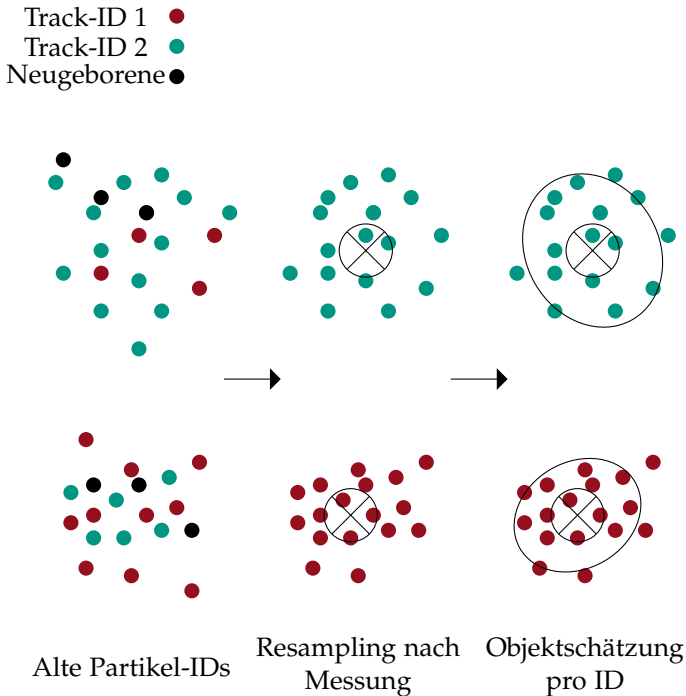 Track-ID 1
Track-ID 2
Neugeborene
Alte Partikel-IDs
Resampling nach
Messung
Objektschätzung
pro ID